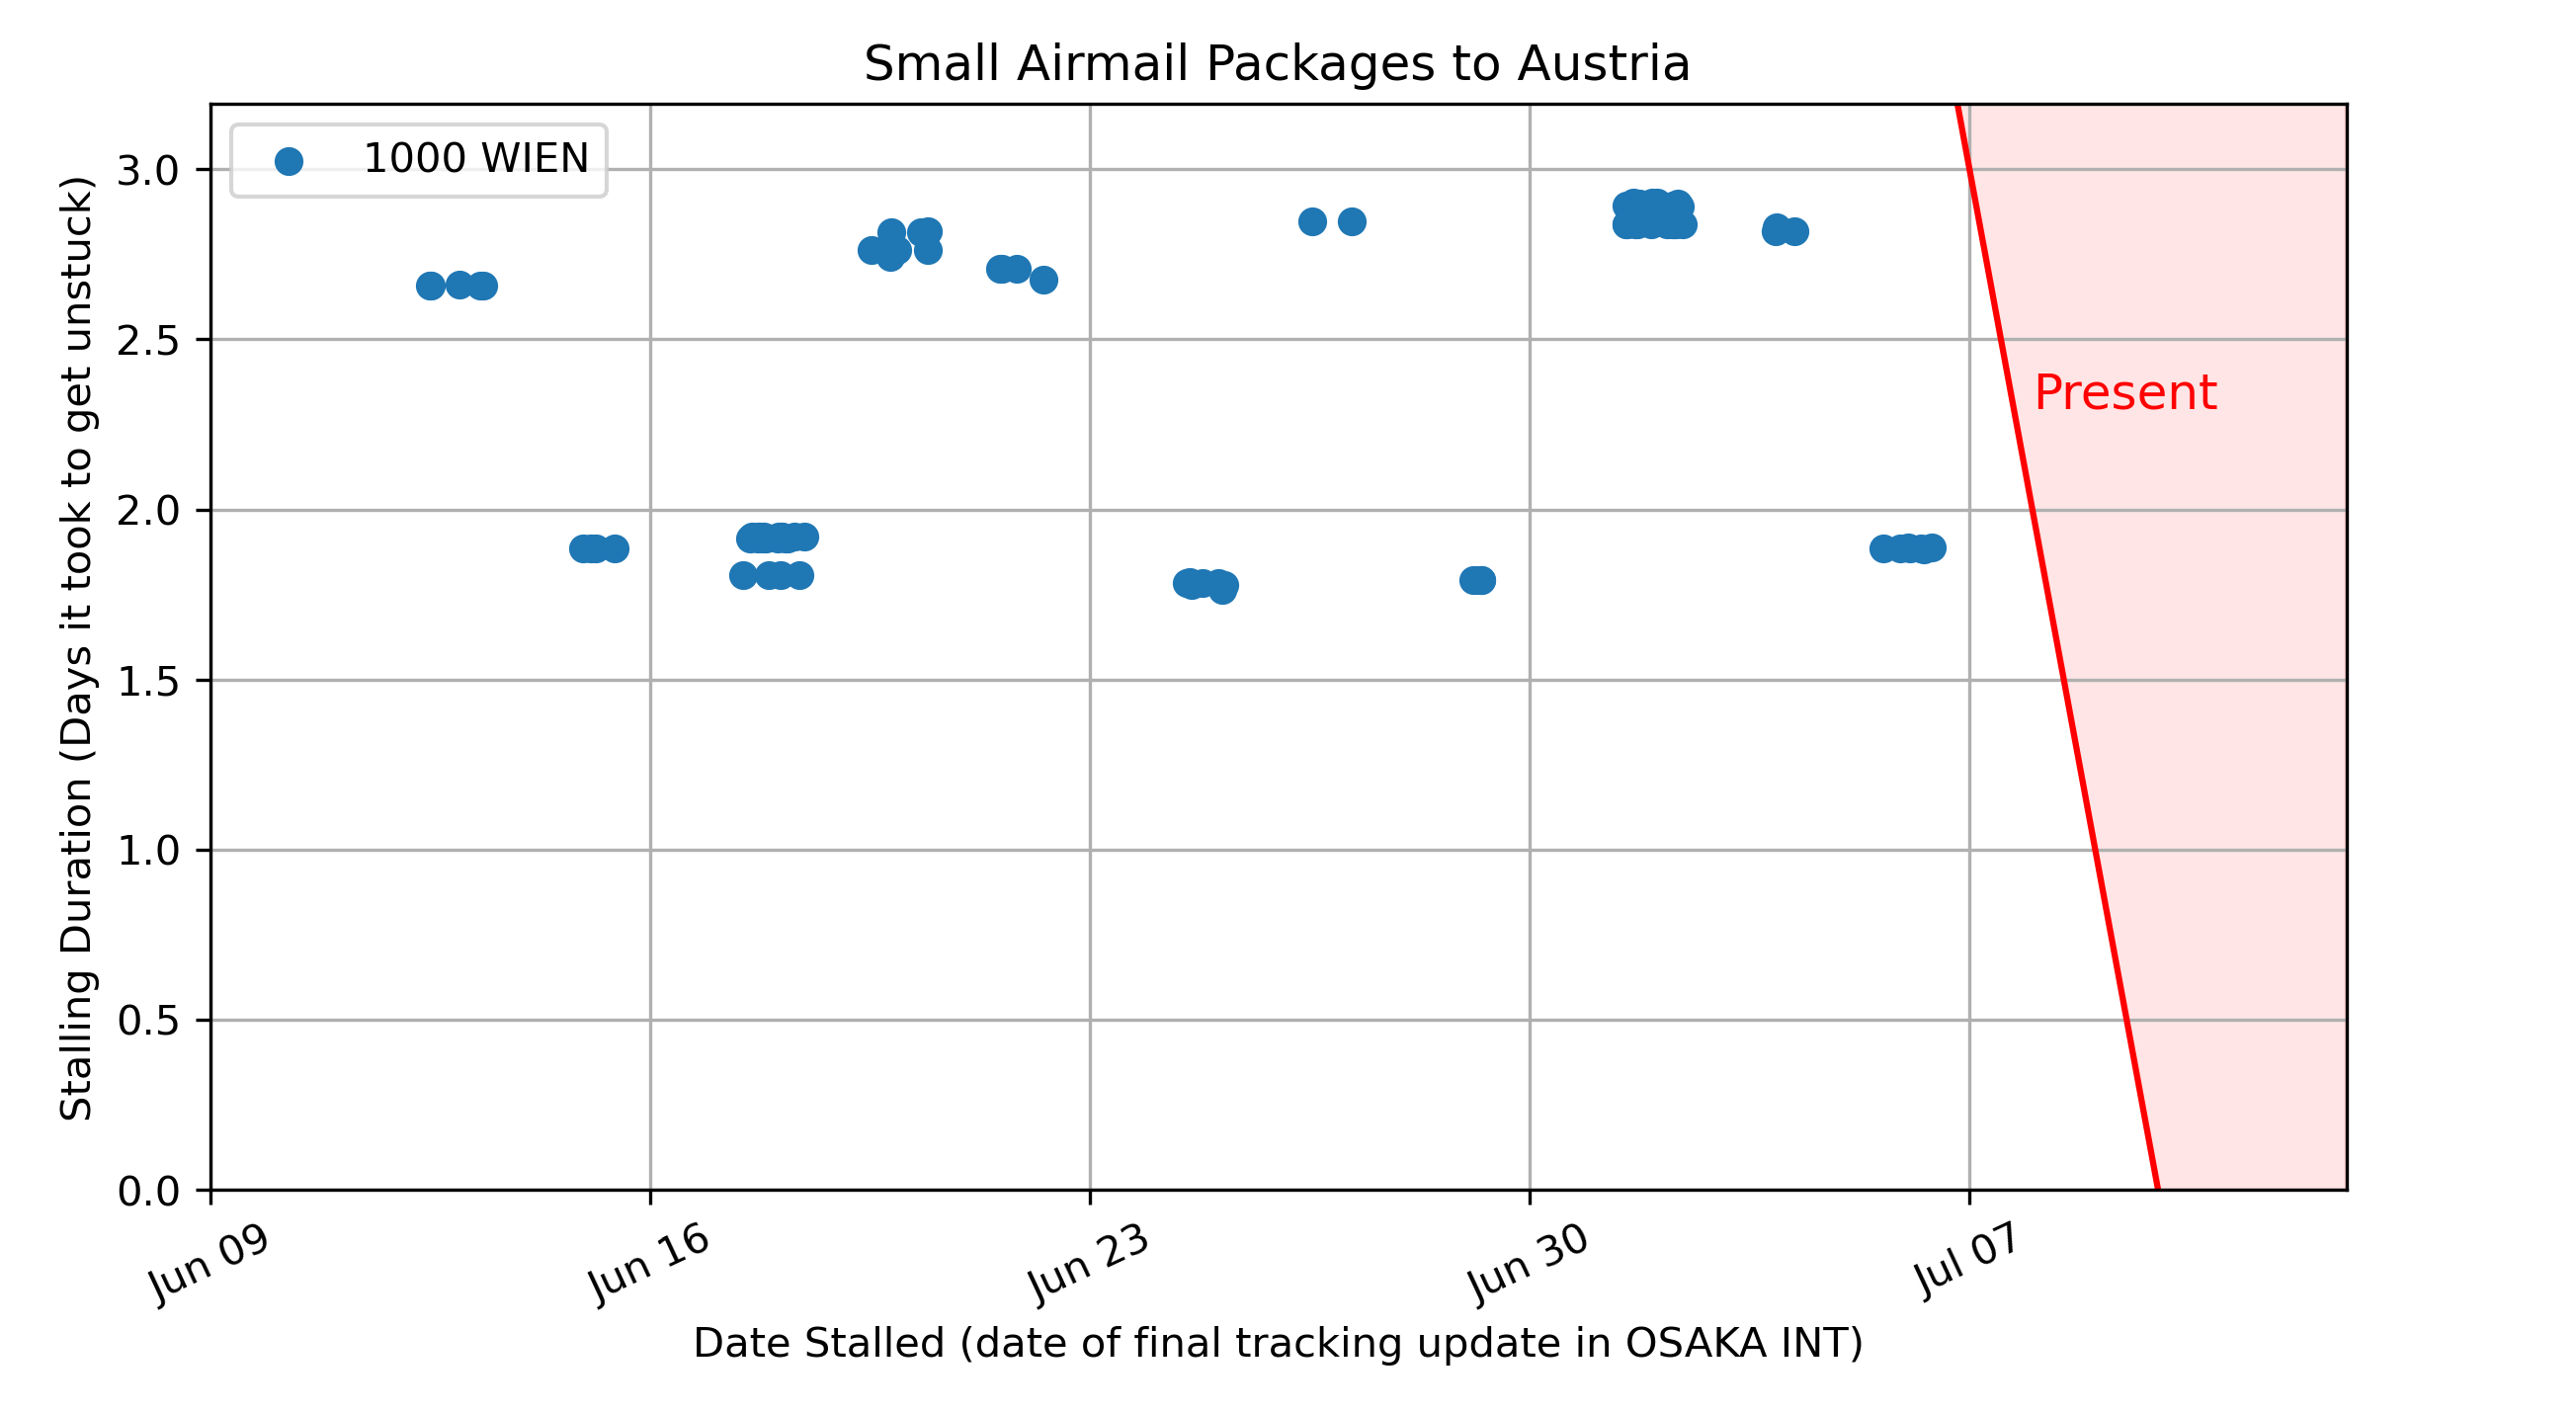 Small Airmail Packages to Austria
1000 WIEN
Present
Stalling Duration (Days it took to get unstuck)
3.0
2.5
2.0
1.5
1.0
0.5
0.0
Jun 09
Jun 16
Jun 23
Jun 30
Jul 07
Date Stalled (date of final tracking update in OSAKA INT)